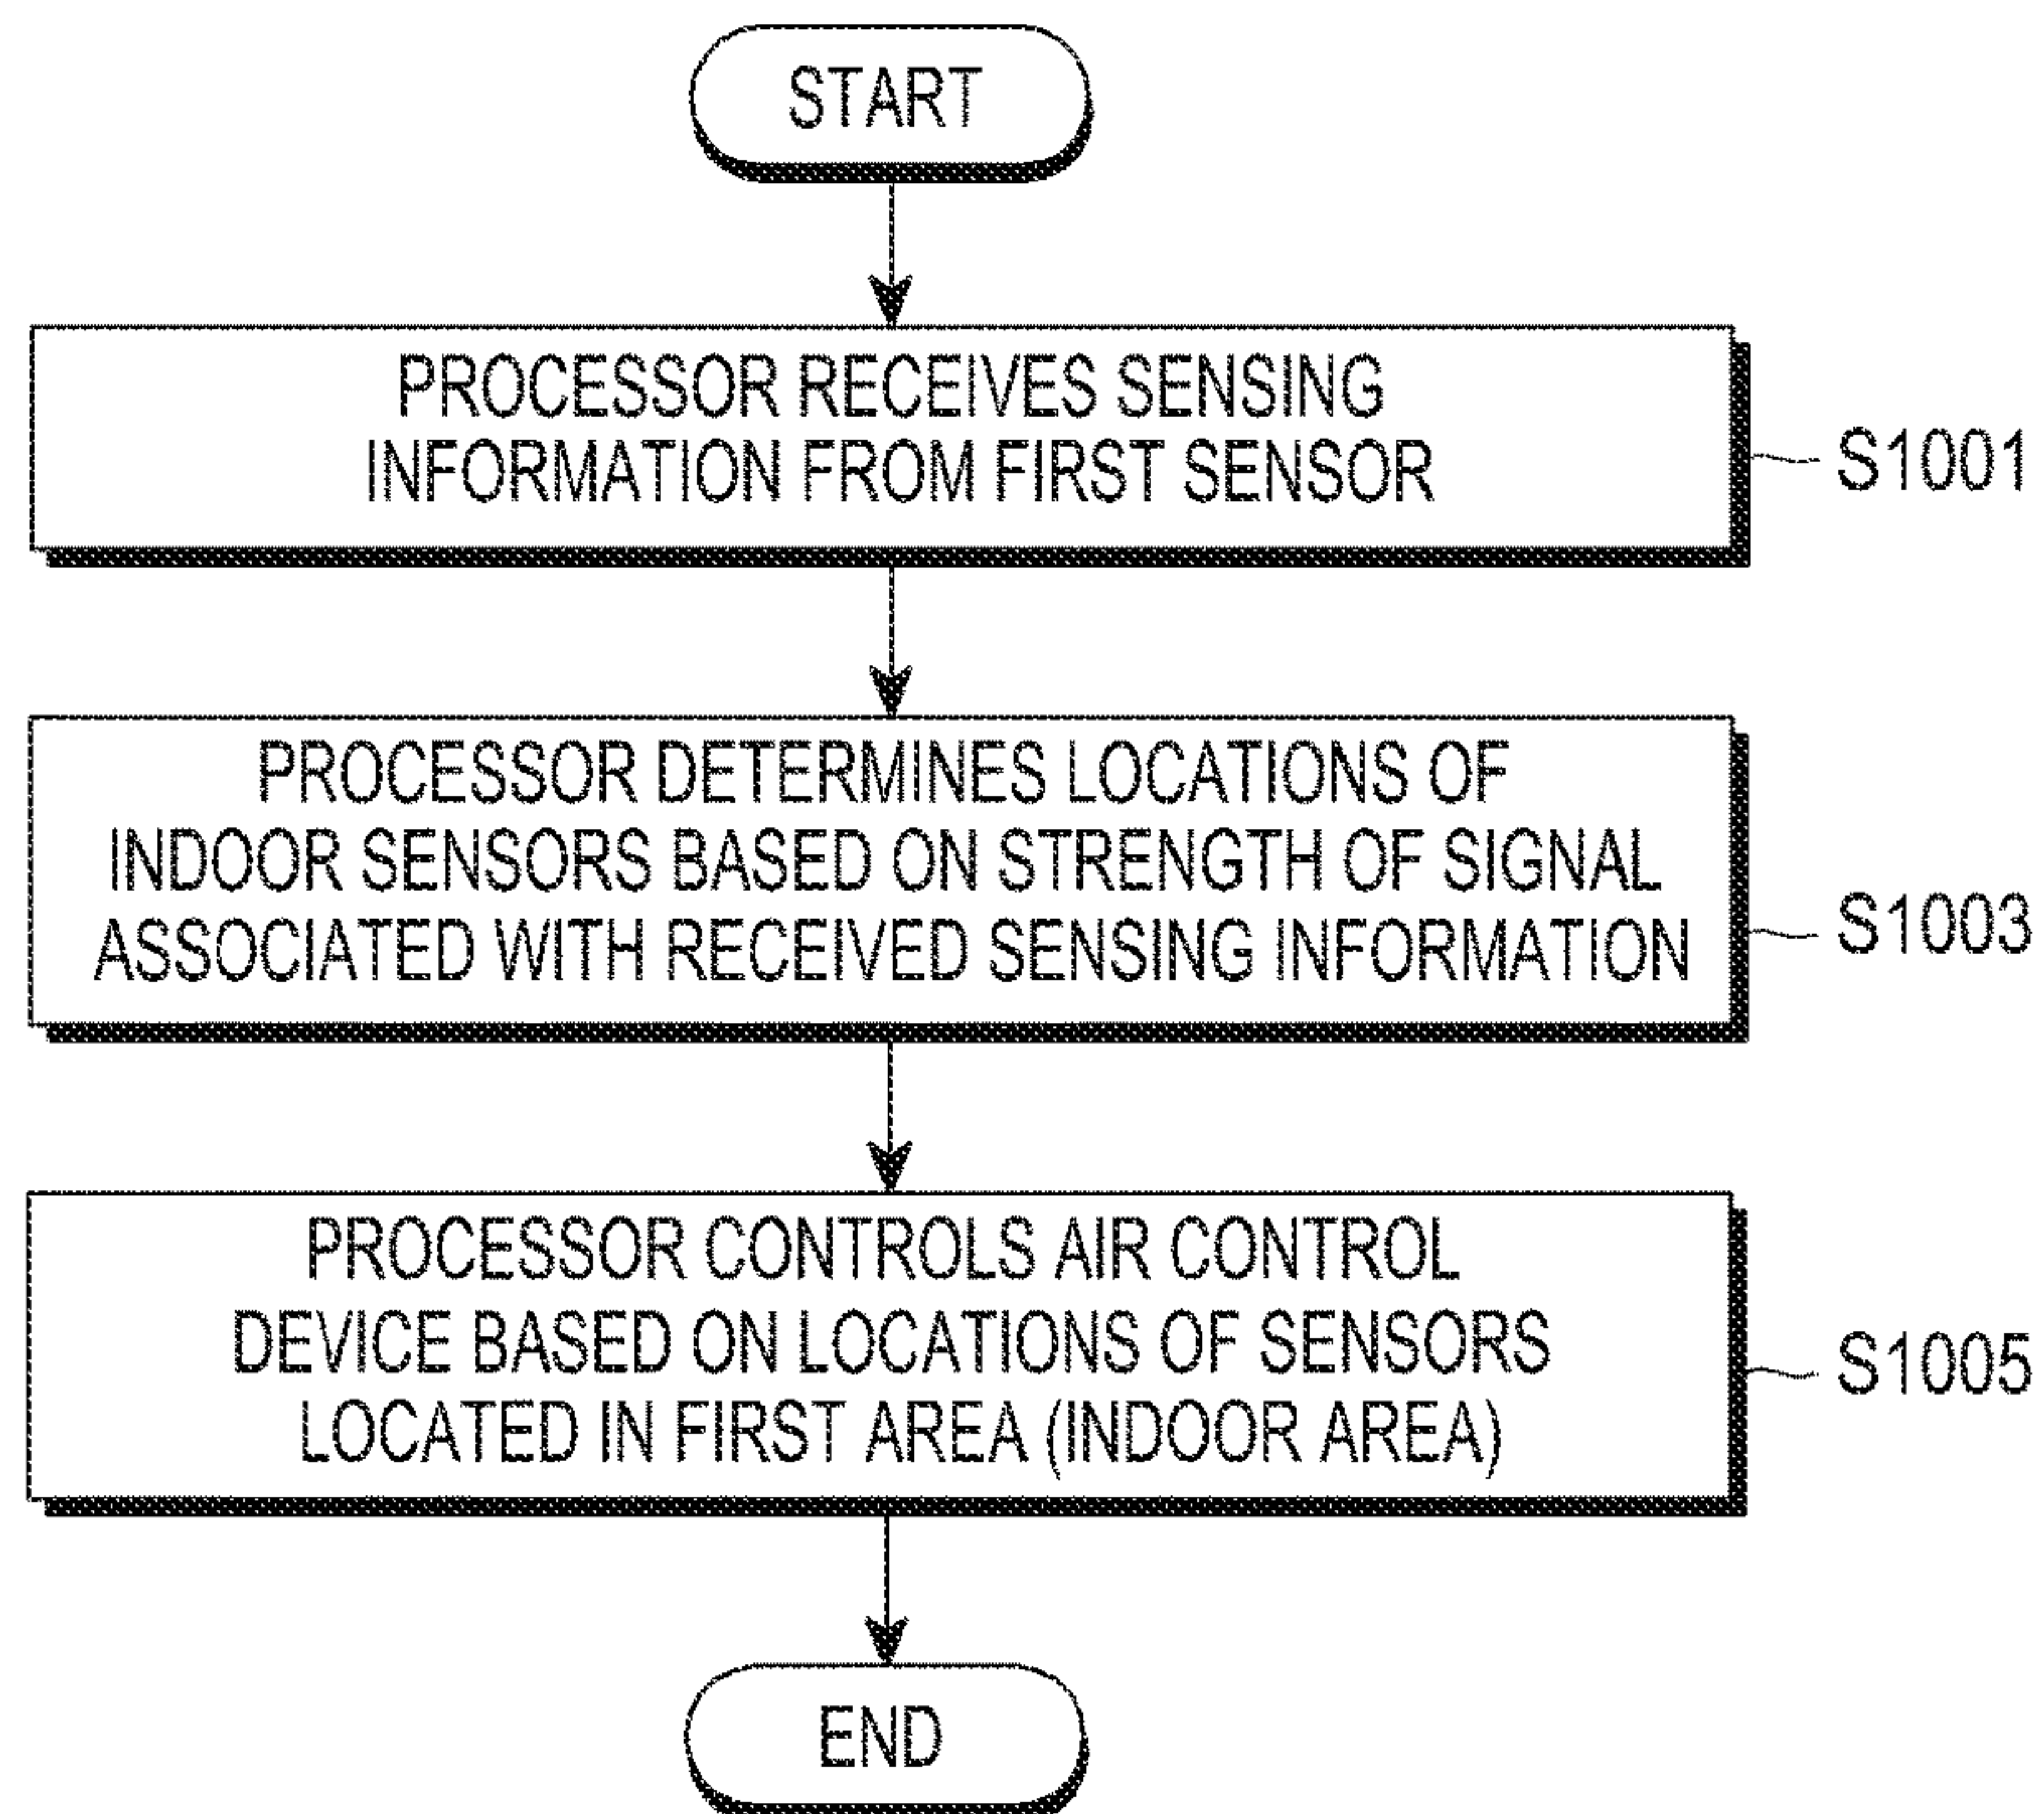 START
PROCESSOR RECEIVES SENSING
INFORMATION FROM FIRST SENSOR
S1001
PROCESSOR DETERMINES LOCATIONS OF
INDOOR SENSORS BASED ON STRENGTH OF SIGNAL
ASSOCIATED WITH RECEIVED SENSING INFORMATION
S1003
PROCESSOR CONTROLS AIR CONTROL
DEVICE BASED ON LOCATIONS OF SENSORS
LOCATED IN FIRST AREA (INDOOR AREA)
S1005
END